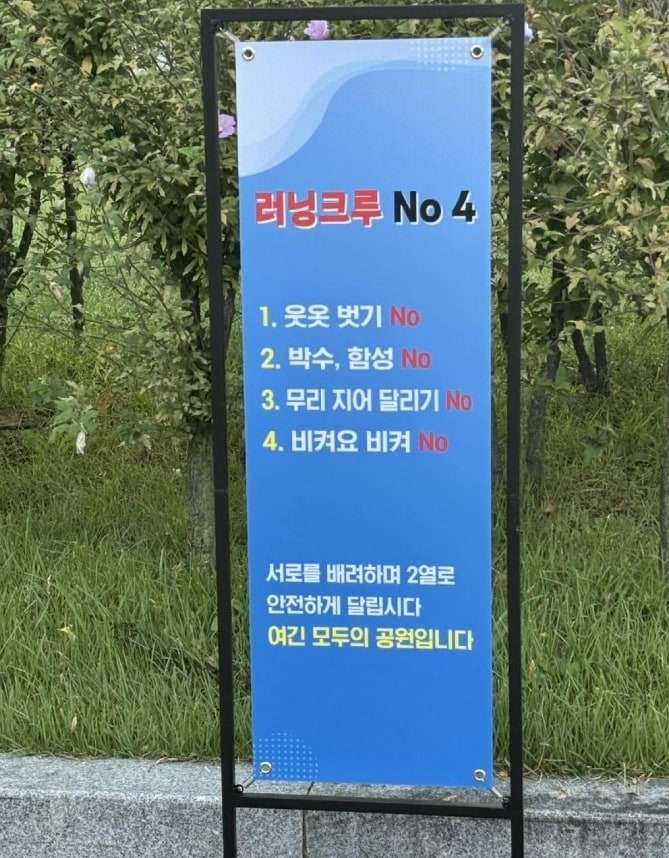 러닝크루 No 4
1. 웃옷 벗기 No
2. 박수, 함성 No
3. 무리 지어 달리기 No
4. 비켜요 비켜 No
서로를 배려하며 2열로
안전하게 달립시다
여긴 모두의 공원입니다